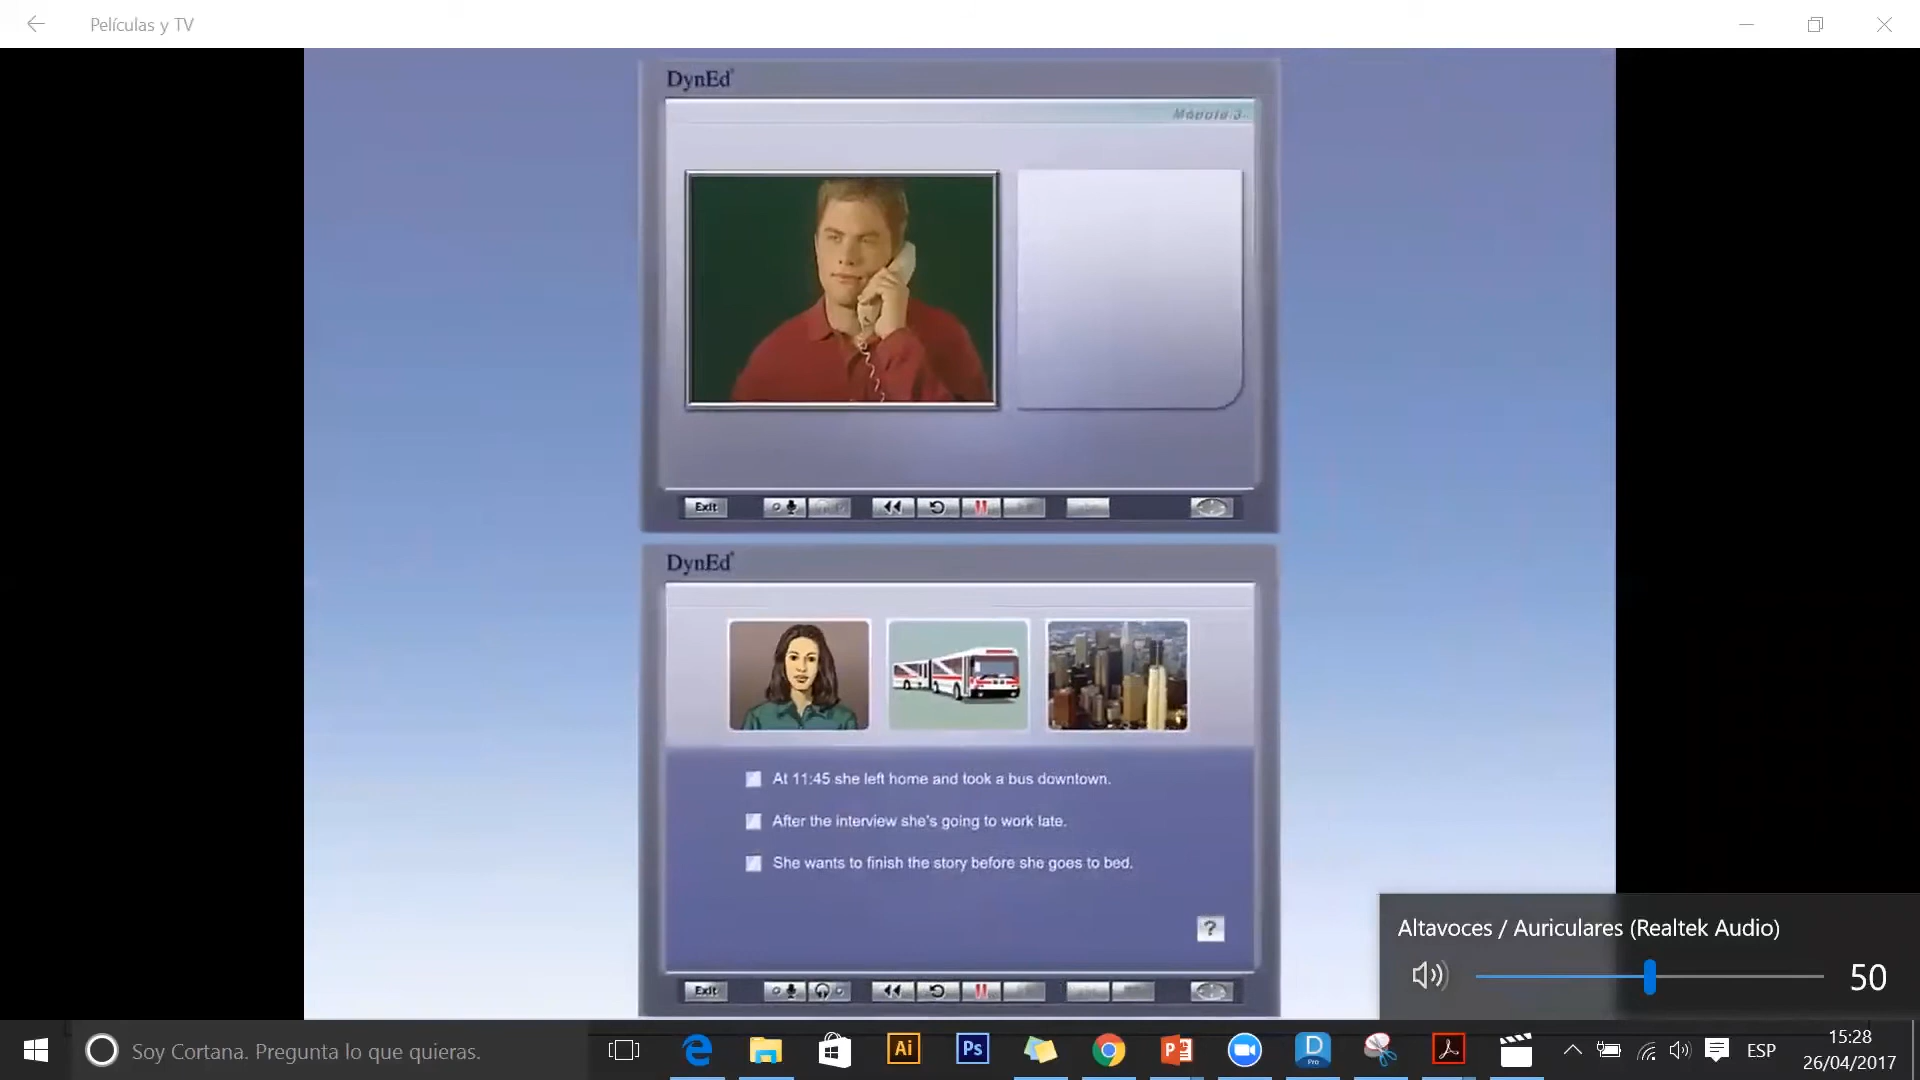 Películas y TV
DynEd
Module 3
Exit
DynEd
At 11:45 she left home and took a bus downtown.
After the interview she's going to work late.
She wants to finish the story before she goes to bed.
?
Exit
Altavoces / Auriculares (Realtek Audio)
50
Soy Cortana. Pregunta lo que quieras.
Ai
Ps
D
Pro
ESP
15:28
26/04/2017